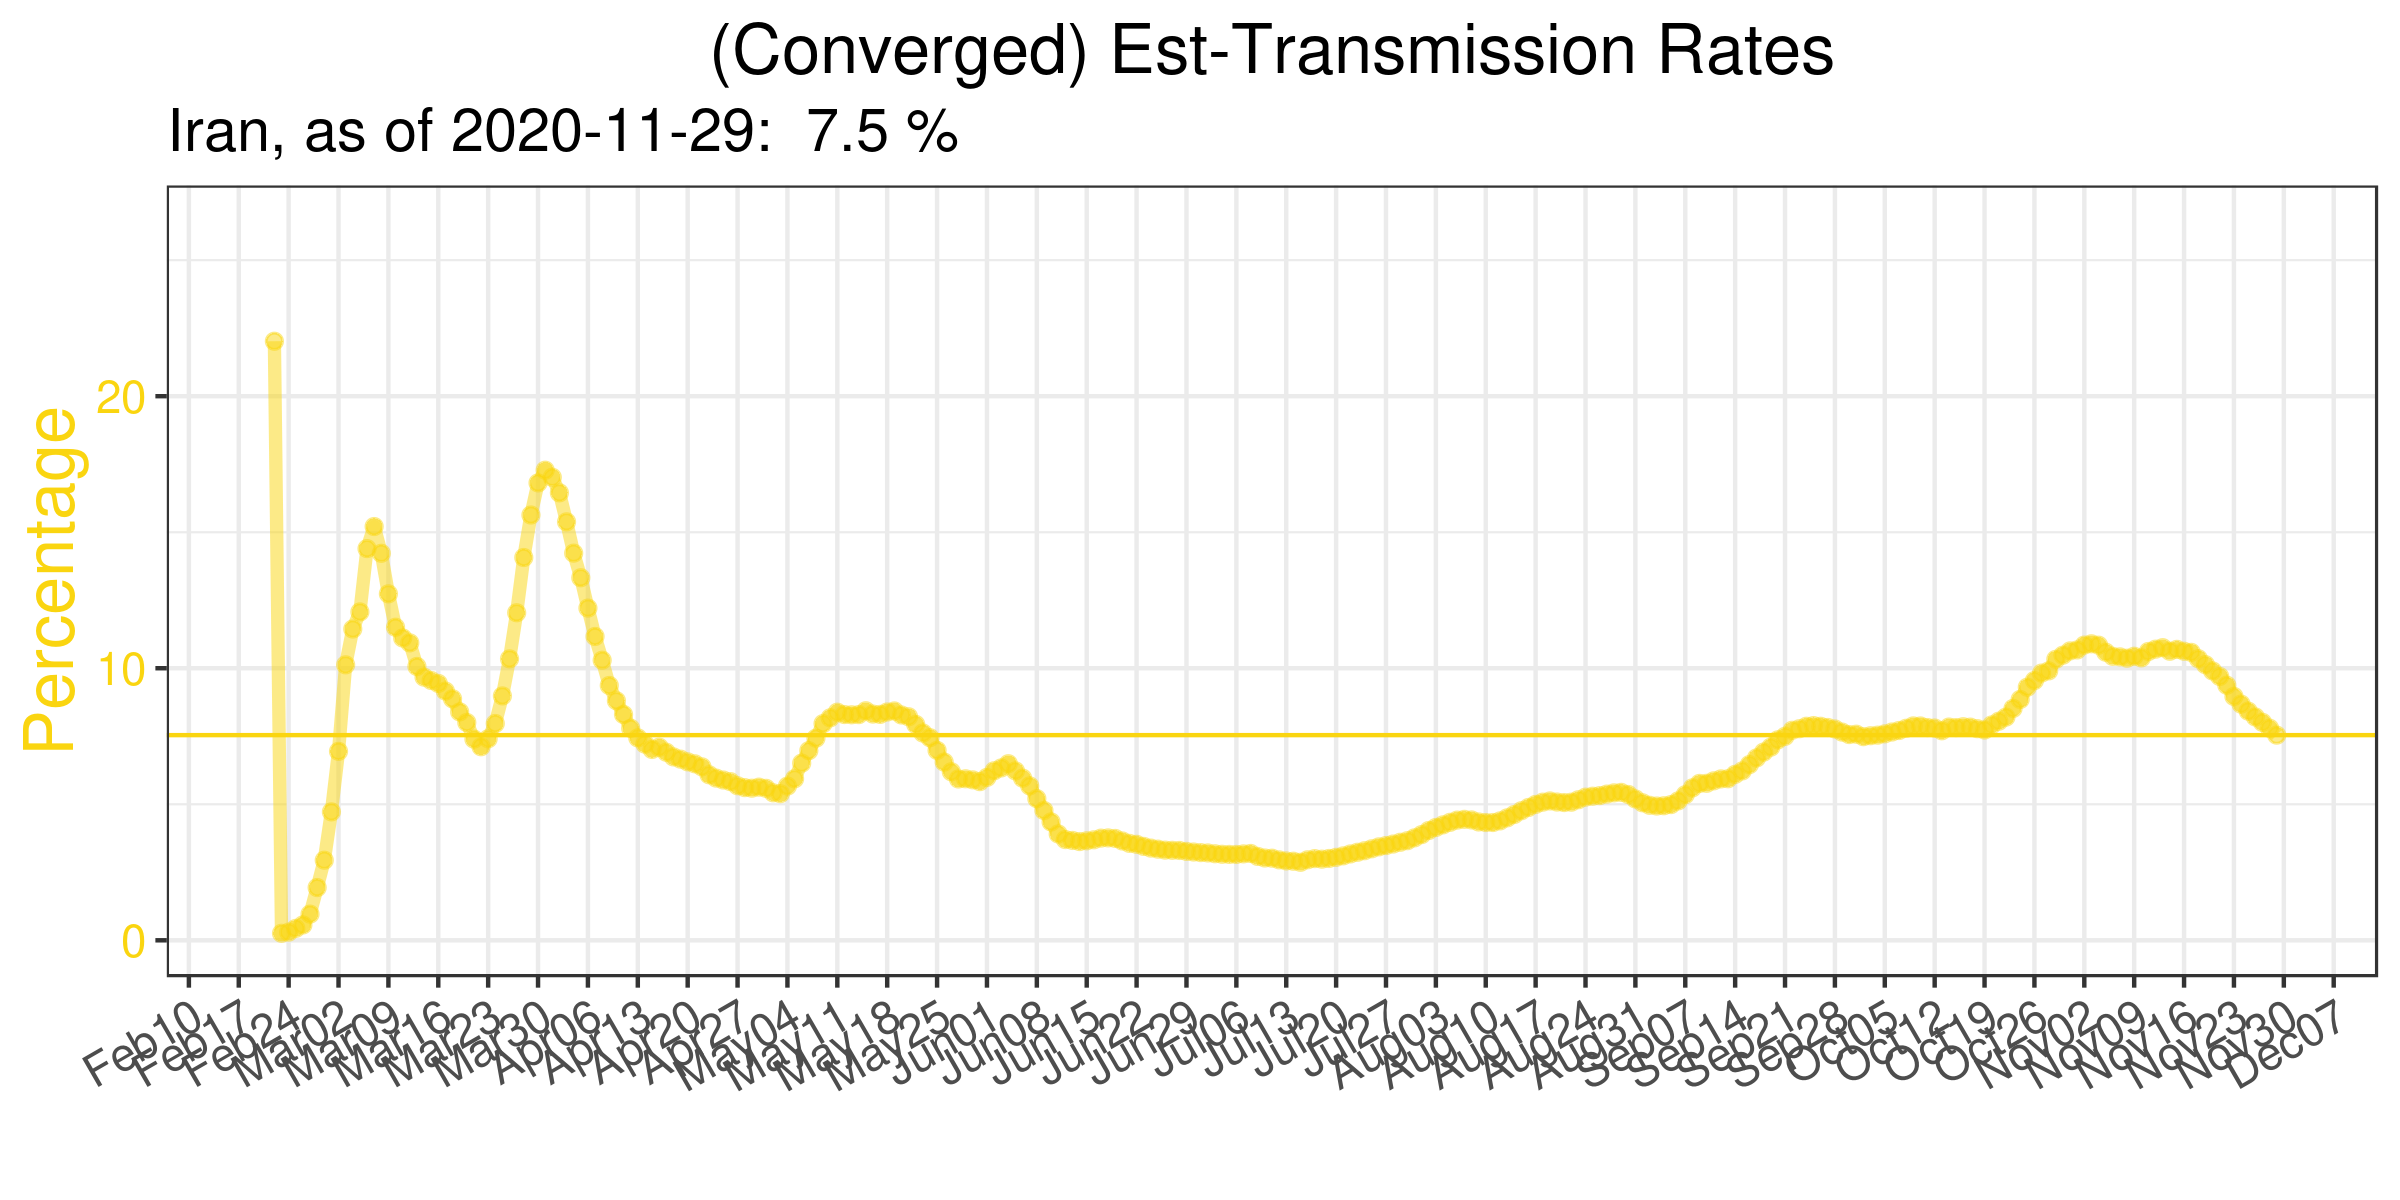 (Converged) Est-Transmission Rates
Iran, as of 2020-11-29:  7.5 %
Percentage
20
10
0
Feb10
Feb17
Feb24
Mar02
Mar09
Mar16
Mar23
Mar30
Apr06
Apr13
Apr20
Apr27
May04
May11
May18
May25
Jun01
Jun08
Jun15
Jun22
Jun29
Jul06
Jul13
Jul20
Jul27
Aug03
Aug10
Aug17
Aug24
Aug31
Sep07
Sep14
Sep21
Sep28
Oct05
Oct12
Oct19
Oct26
Nov02
Nov09
Nov16
Nov23
Nov30
Dec07